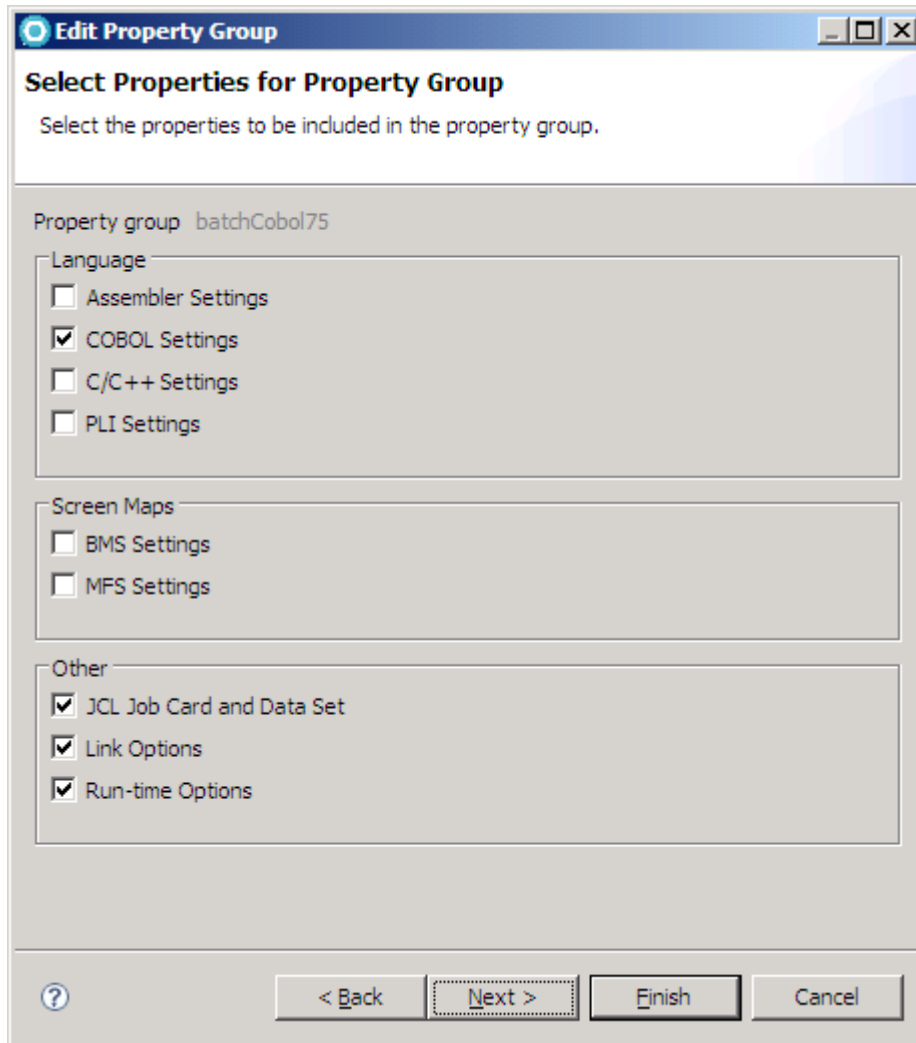 Edit Property Group
Select Properties for Property Group
Select the properties to be included in the property group.
Property group batchCobol75
Language
Assembler Settings
COBOL Settings
C/C++ Settings
PLI Settings
Screen Maps
BMS Settings
MFS Settings
Other
JCL Job Card and Data Set
Link Options
Run-time Options
? < Back Next > Finish Cancel